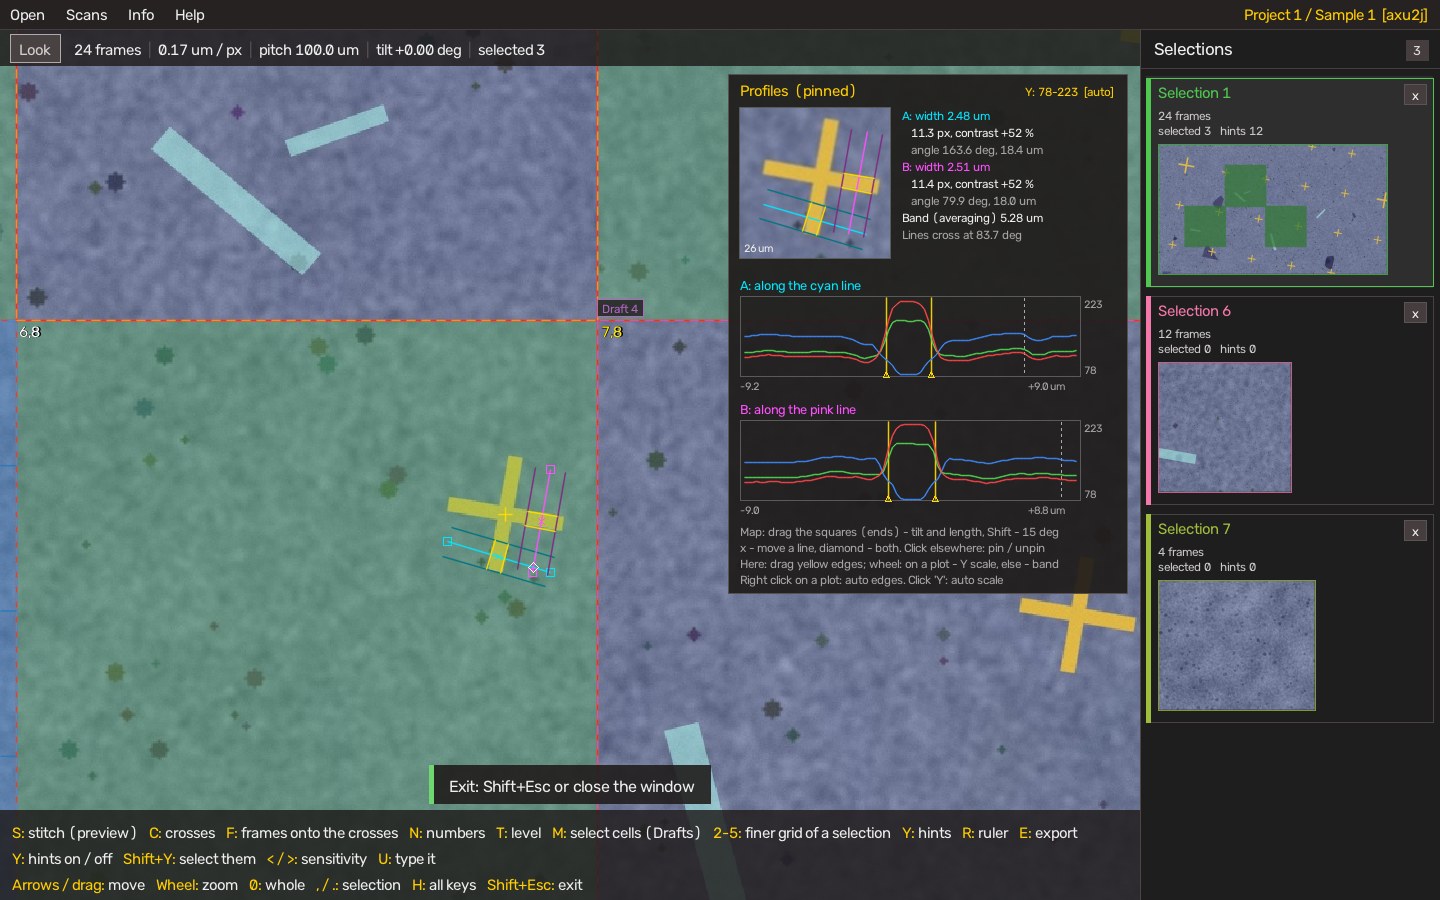 Open Scans Info Help
Project 1 / Sample 1 [axu2j]
Look 24 frames 0.17 um / px pitch 100.0 um tilt +0.00 deg selected 3
Selections 3
Profiles (pinned) Y: 78-223 [auto]
26 um
A: width 2.48 um
11.3 px, contrast +52 %
angle 163.6 deg, 18.4 um
B: width 2.51 um
11.4 px, contrast +52 %
angle 79.9 deg, 18.0 um
Band (averaging) 5.28 um
Lines cross at 83.7 deg
A: along the cyan line
223
78
-9.2 +9.0 um
B: along the pink line
223
78
-9.0 +8.8 um
Map: drag the squares (ends) - tilt and length, Shift - 15 deg
x - move a line, diamond - both. Click elsewhere: pin / unpin
Here: drag yellow edges; wheel: on a plot - Y scale, else - band
Right click on a plot: auto edges. Click 'Y': auto scale
Draft 4
6,8
7,8
Selection 1 x
24 frames
selected 3 hints 12
Selection 6 x
12 frames
selected 0 hints 0
Selection 7 x
4 frames
selected 0 hints 0
Exit: Shift+Esc or close the window
S: stitch (preview) C: crosses F: frames onto the crosses N: numbers T: level M: select cells (Drafts) 2-5: finer grid of a selection Y: hints R: ruler E: export
Y: hints on / off Shift+Y: select them < / >: sensitivity U: type it
Arrows / drag: move Wheel: zoom 0: whole , / .: selection H: all keys Shift+Esc: exit